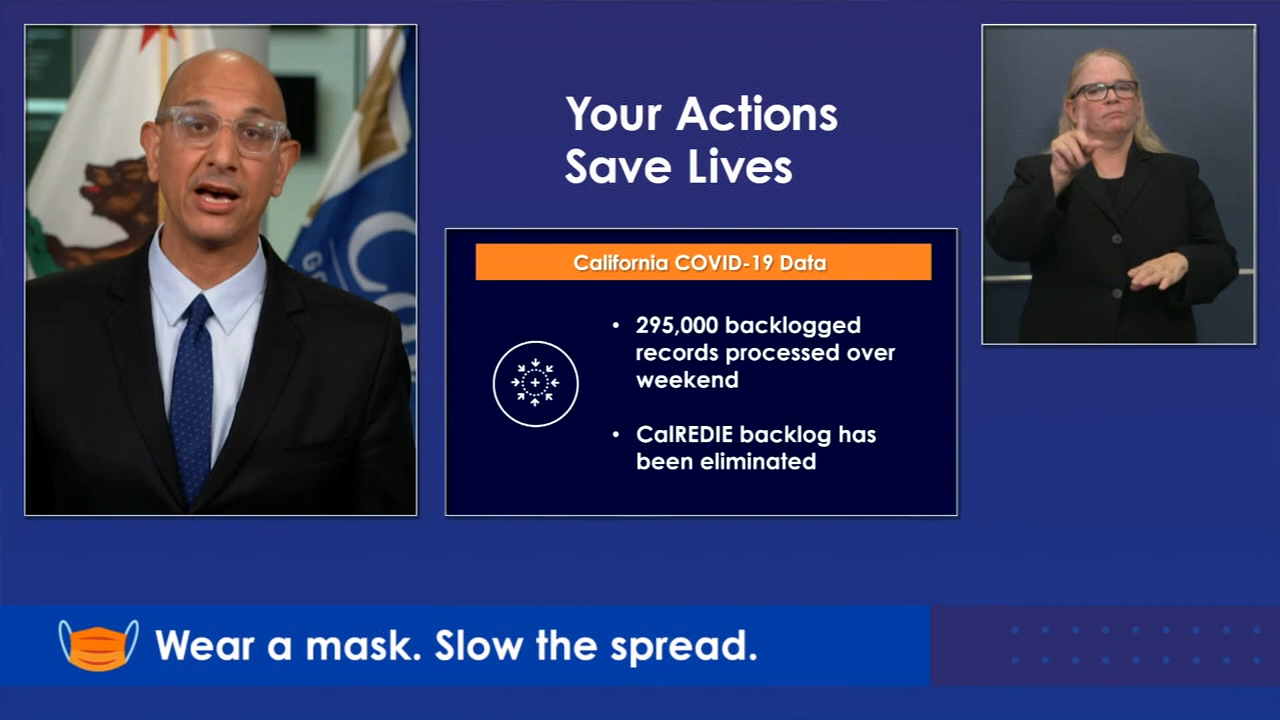 Your Actions
Save Lives
California COVID-19 Data
• 295,000 backlogged
records processed over
weekend
• CalREDIE backlog has
been eliminated
Wear a mask. Slow the spread.